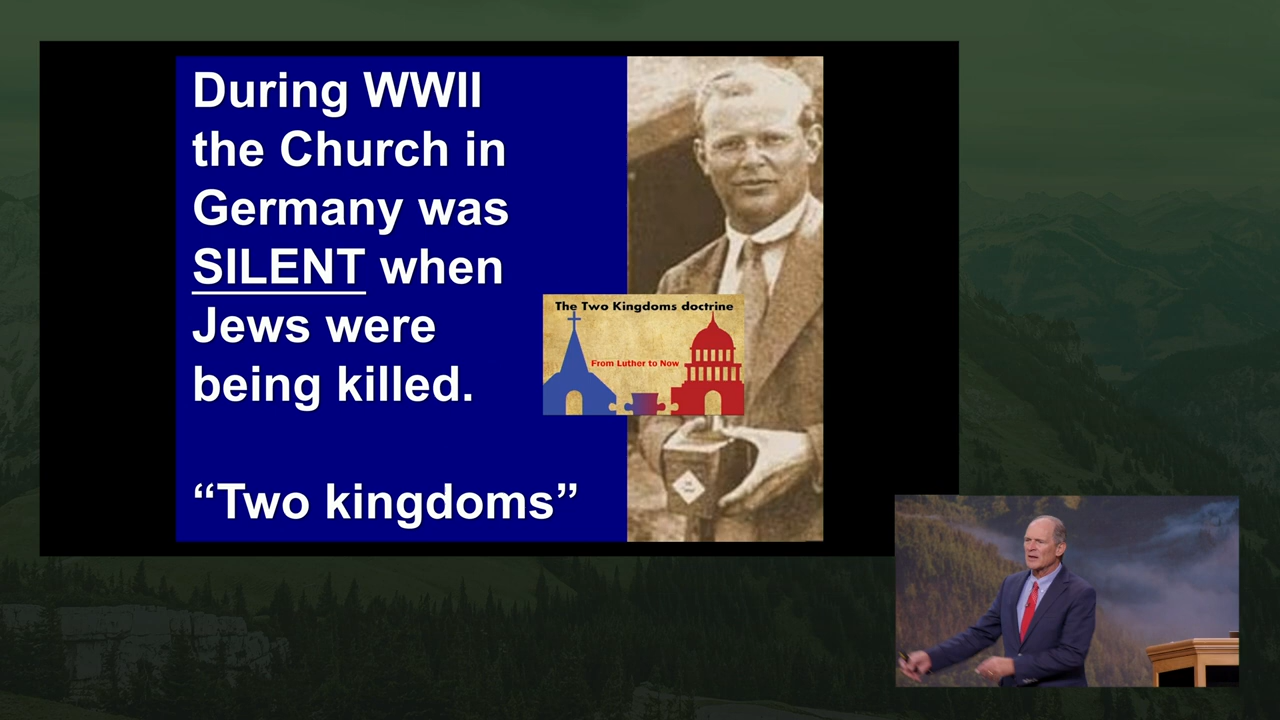 During WWII
the Church in
Germany was
SILENT when
Jews were
being killed.
The Two Kingdoms doctrine
From Luther to Now
“Two kingdoms”